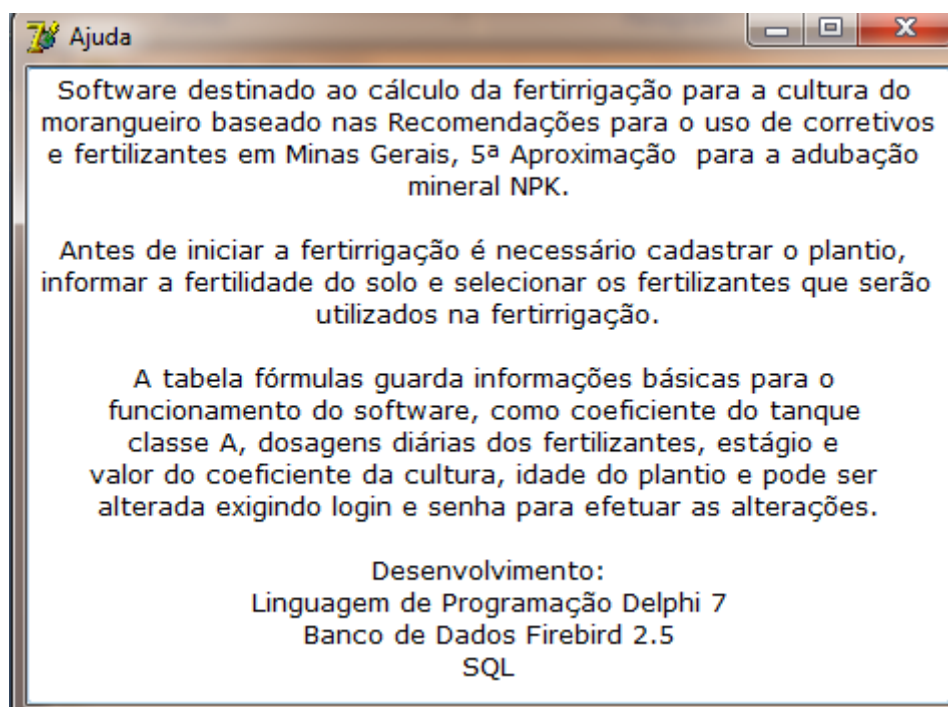 Ajuda
Software destinado ao cálculo da fertirrigação para a cultura do
morangueiro baseado nas Recomendações para o uso de corretivos
e fertilizantes em Minas Gerais, 5ª Aproximação  para a adubação
mineral NPK.
Antes de iniciar a fertirrigação é necessário cadastrar o plantio,
informar a fertilidade do solo e selecionar os fertilizantes que serão
utilizados na fertirrigação.
A tabela fórmulas guarda informações básicas para o
funcionamento do software, como coeficiente do tanque
classe A, dosagens diárias dos fertilizantes, estágio e
valor do coeficiente da cultura, idade do plantio e pode ser
alterada exigindo login e senha para efetuar as alterações.
Desenvolvimento:
Linguagem de Programação Delphi 7
Banco de Dados Firebird 2.5
SQL